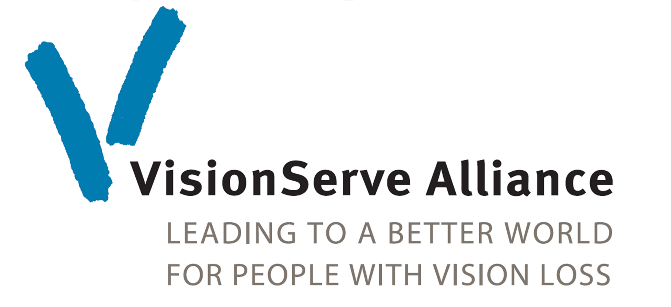 VisionServe Alliance
LEADING TO A BETTER WORLD
FOR PEOPLE WITH VISION LOSS